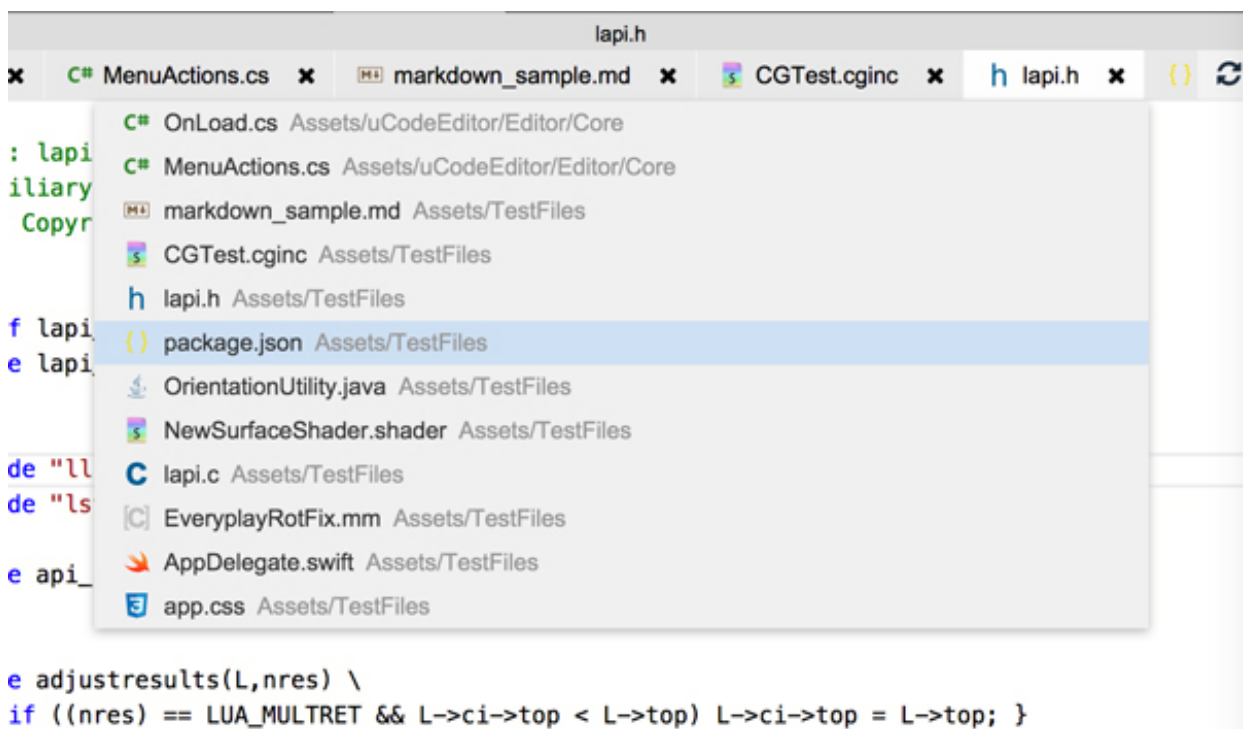 lapi.h
C# MenuActions.cs ✖ M↓ markdown_sample.md ✖ S CGTest.cginc ✖ h lapi.h ✖ {}
C# OnLoad.cs Assets/uCodeEditor/Editor/Core
: lapi
C# MenuActions.cs Assets/uCodeEditor/Editor/Core
iliary
M↓ markdown_sample.md Assets/TestFiles
Copyr
S CGTest.cginc Assets/TestFiles
h lapi.h Assets/TestFiles
f lapi_
{} package.json Assets/TestFiles
e lapi_
OrientationUtility.java Assets/TestFiles
S NewSurfaceShader.shader Assets/TestFiles
de "ll
C lapi.c Assets/TestFiles
de "ls
[C] EveryplayRotFix.mm Assets/TestFiles
AppDelegate.swift Assets/TestFiles
e api_
3 app.css Assets/TestFiles
e adjustresults(L,nres) \
if ((nres) == LUA_MULTRET && L->ci->top < L->top) L->ci->top = L->top; }